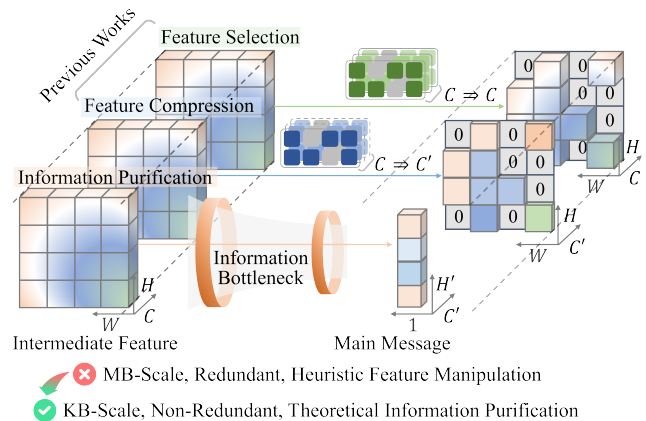 Previous Works
Feature Selection
C ⇒ C
Feature Compression
C ⇒ C′
Information Purification
Information
Bottleneck
0
0
0
0
0
0
H
W
C
0
0
0
0
0
0
H
W
C′
H
W
C
H′
1
C′
Intermediate Feature
Main Message
MB-Scale, Redundant, Heuristic Feature Manipulation
KB-Scale, Non-Redundant, Theoretical Information Purification